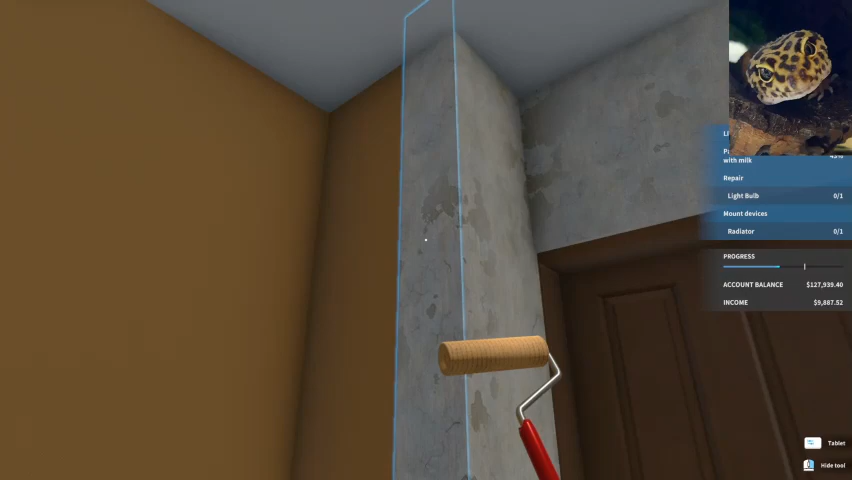 with milk
Repair
Light Bulb 0/1
Mount devices
Radiator 0/1
PROGRESS
ACCOUNT BALANCE $127,939.40
INCOME $9,887.52
Tablet
Hide tool